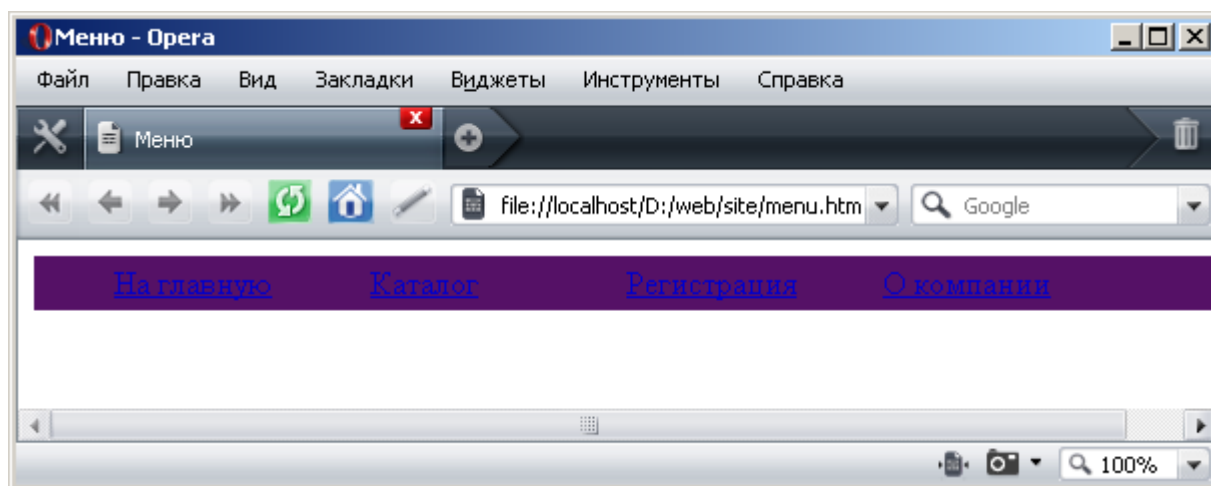 Меню - Opera
Файл Правка Вид Закладки Виджеты Инструменты Справка
Меню
file://localhost/D:/web/site/menu.htm Google
На главную Каталог Регистрация О компании
100%